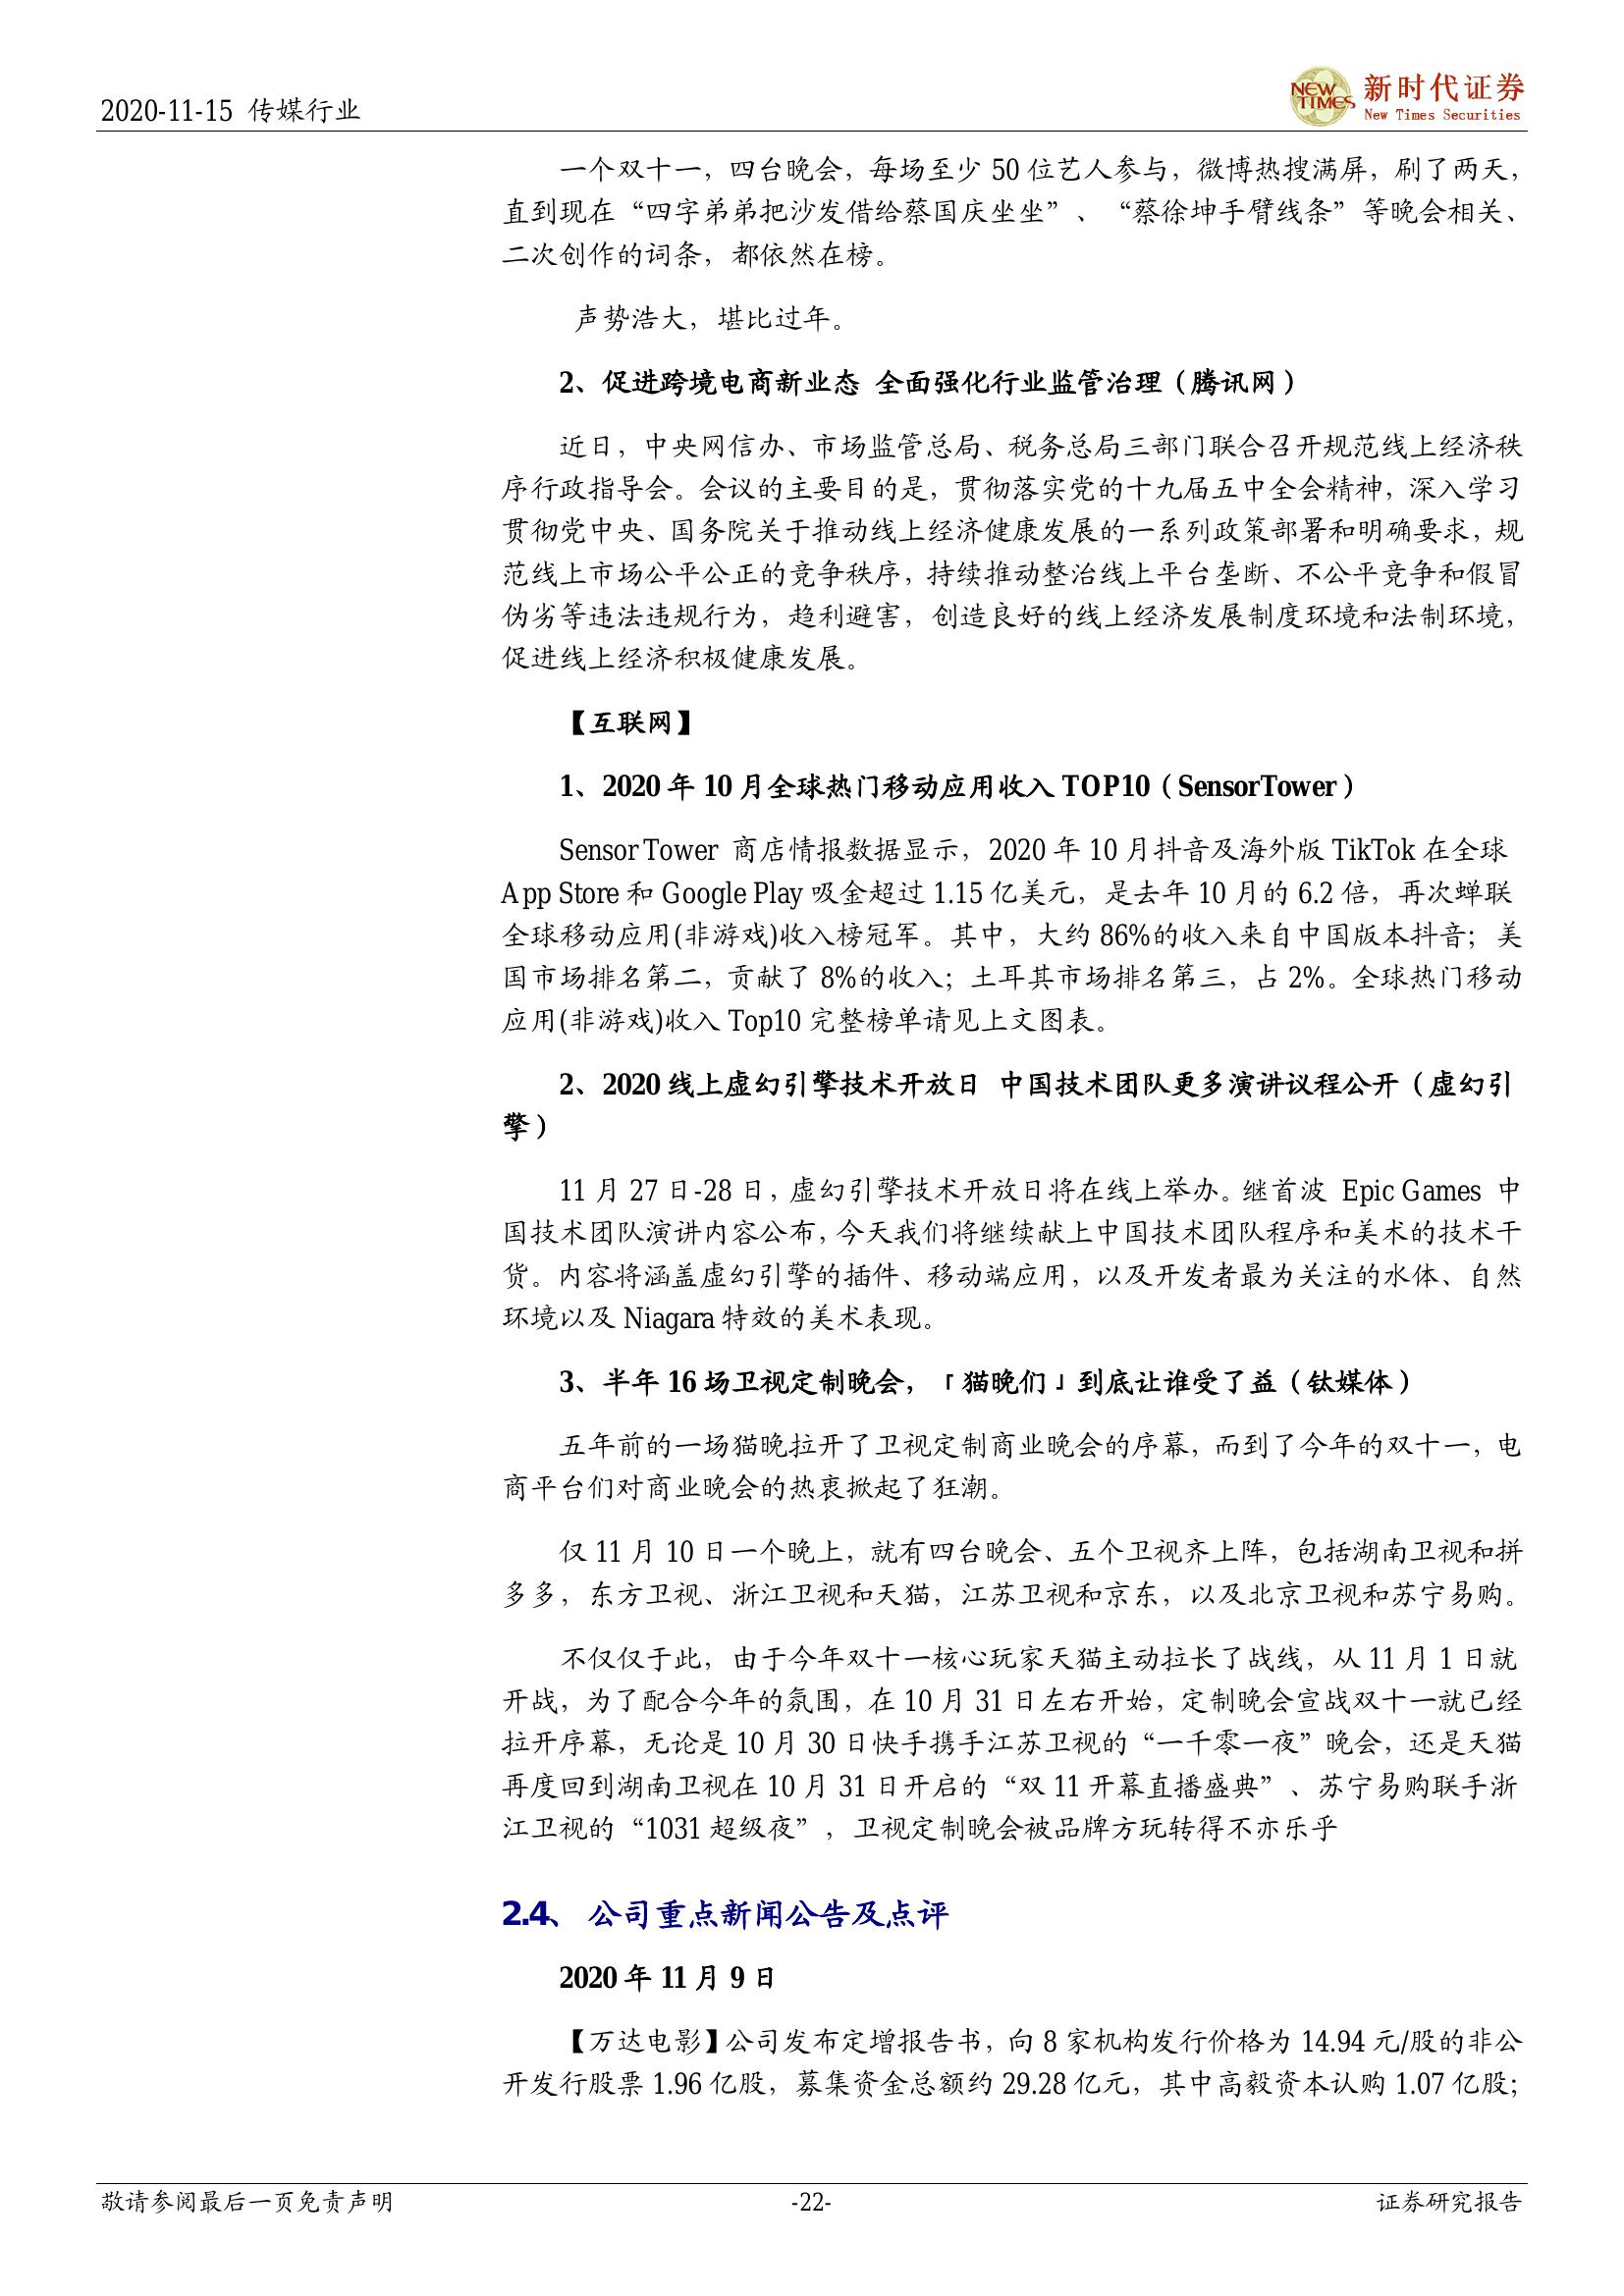 2020-11-15 传媒行业
NEW TIMES
新时代证券
New Times Securities
一个双十一，四台晚会，每场至少 50 位艺人参与，微博热搜满屏，刷了两天，
直到现在“四字弟弟把沙发借给蔡国庆坐坐”、“蔡徐坤手臂线条”等晚会相关、
二次创作的词条，都依然在榜。
声势浩大，堪比过年。
2、促进跨境电商新业态 全面强化行业监管治理（腾讯网）
近日，中央网信办、市场监管总局、税务总局三部门联合召开规范线上经济秩
序行政指导会。会议的主要目的是，贯彻落实党的十九届五中全会精神，深入学习
贯彻党中央、国务院关于推动线上经济健康发展的一系列政策部署和明确要求，规
范线上市场公平公正的竞争秩序，持续推动整治线上平台垄断、不公平竞争和假冒
伪劣等违法违规行为，趋利避害，创造良好的线上经济发展制度环境和法制环境，
促进线上经济积极健康发展。
【互联网】
1、2020 年 10 月全球热门移动应用收入 TOP10（SensorTower）
Sensor Tower 商店情报数据显示，2020 年 10 月抖音及海外版 TikTok 在全球
App Store 和 Google Play 吸金超过 1.15 亿美元，是去年 10 月的 6.2 倍，再次蝉联
全球移动应用(非游戏)收入榜冠军。其中，大约 86%的收入来自中国版本抖音；美
国市场排名第二，贡献了 8%的收入；土耳其市场排名第三，占 2%。全球热门移动
应用(非游戏)收入 Top10 完整榜单请见上文图表。
2、2020 线上虚幻引擎技术开放日 中国技术团队更多演讲议程公开（虚幻引
擎）
11 月 27 日-28 日，虚幻引擎技术开放日将在线上举办。继首波 Epic Games 中
国技术团队演讲内容公布，今天我们将继续献上中国技术团队程序和美术的技术干
货。内容将涵盖虚幻引擎的插件、移动端应用，以及开发者最为关注的水体、自然
环境以及 Niagara 特效的美术表现。
3、半年 16 场卫视定制晚会，「猫晚们」到底让谁受了益（钛媒体）
五年前的一场猫晚拉开了卫视定制商业晚会的序幕，而到了今年的双十一，电
商平台们对商业晚会的热衷掀起了狂潮。
仅 11 月 10 日一个晚上，就有四台晚会、五个卫视齐上阵，包括湖南卫视和拼
多多，东方卫视、浙江卫视和天猫，江苏卫视和京东，以及北京卫视和苏宁易购。
不仅仅于此，由于今年双十一核心玩家天猫主动拉长了战线，从 11 月 1 日就
开战，为了配合今年的氛围，在 10 月 31 日左右开始，定制晚会宣战双十一就已经
拉开序幕，无论是 10 月 30 日快手携手江苏卫视的“一千零一夜”晚会，还是天猫
再度回到湖南卫视在 10 月 31 日开启的“双 11 开幕直播盛典”、苏宁易购联手浙
江卫视的“1031 超级夜”，卫视定制晚会被品牌方玩转得不亦乐乎
2.4、 公司重点新闻公告及点评
2020 年 11 月 9 日
【万达电影】公司发布定增报告书，向 8 家机构发行价格为 14.94 元/股的非公
开发行股票 1.96 亿股，募集资金总额约 29.28 亿元，其中高毅资本认购 1.07 亿股；
敬请参阅最后一页免责声明
-22-
证券研究报告